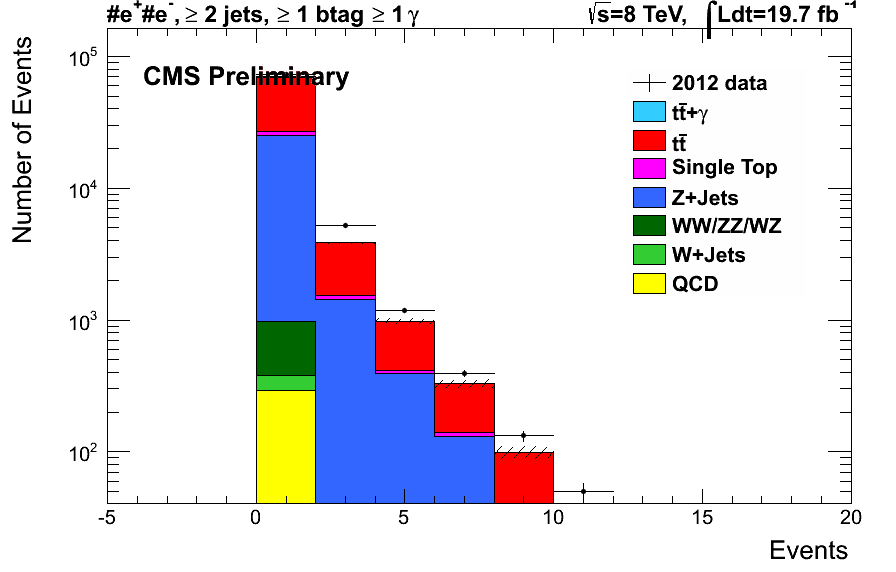 #e⁺#e⁻, ≥ 2 jets, ≥ 1 btag ≥ 1 γ
√s=8 TeV, ∫Ldt=19.7 fb⁻¹
CMS Preliminary
Number of Events
10⁵
10⁴
10³
10²
2012 data
tt̄+γ
tt̄
Single Top
Z+Jets
WW/ZZ/WZ
W+Jets
QCD
-5 0 5 10 15 20
Events